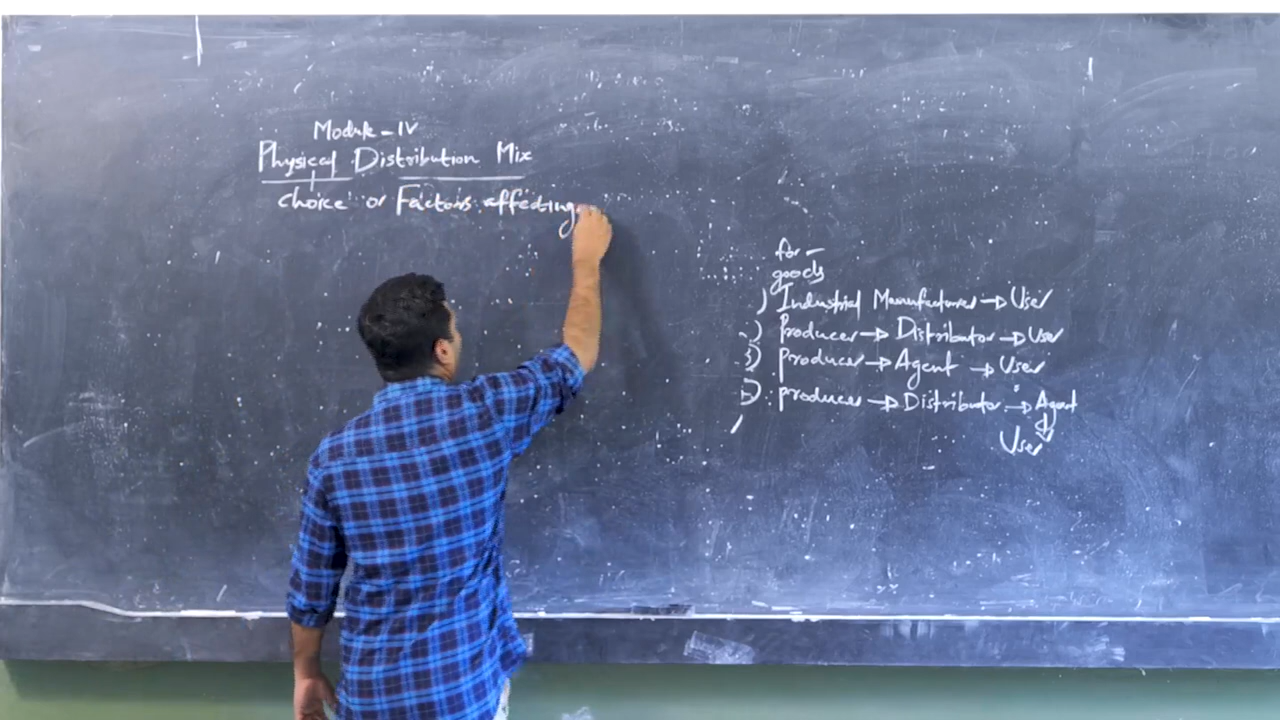 Module - IV
Physical Distribution Mix
choice or Factors affecting
for -
goods
1) Industrial Manufacturer → User
2) Producer → Distributor → User
3) producer → Agent → User
producer → Distributor → Agent
↓
User